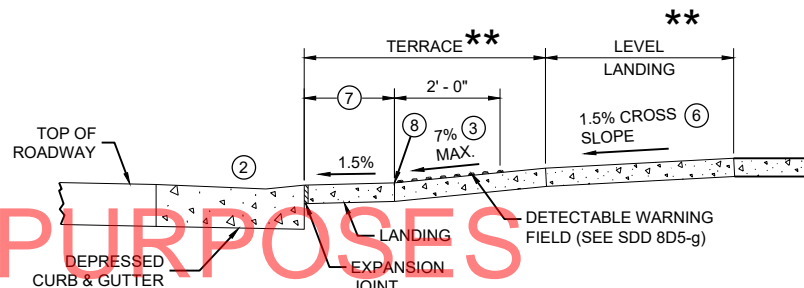 **
TERRACE **
LEVEL
LANDING
7
2' - 0"
8
7% 3
MAX.
1.5% CROSS
SLOPE 6
TOP OF
ROADWAY
2
1.5%
DETECTABLE WARNING
FIELD (SEE SDD 8D5-g)
LANDING
PURPOSES
DEPRESSED
CURB & GUTTER
EXPANSION
JOINT